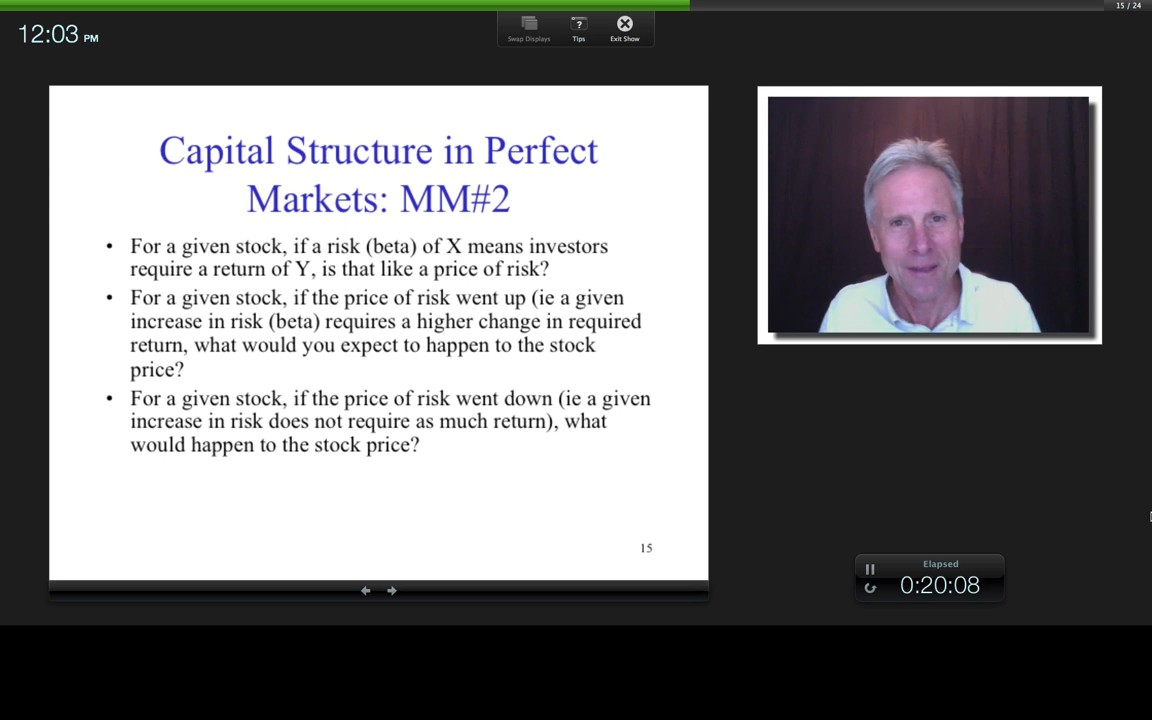 15 / 24
12:03 PM
Swap Displays
?
Tips
Exit Show
Capital Structure in Perfect
Markets: MM#2
• For a given stock, if a risk (beta) of X means investors
require a return of Y, is that like a price of risk?
• For a given stock, if the price of risk went up (ie a given
increase in risk (beta) requires a higher change in required
return, what would you expect to happen to the stock
price?
• For a given stock, if the price of risk went down (ie a given
increase in risk does not require as much return), what
would happen to the stock price?
15
Elapsed
0:20:08